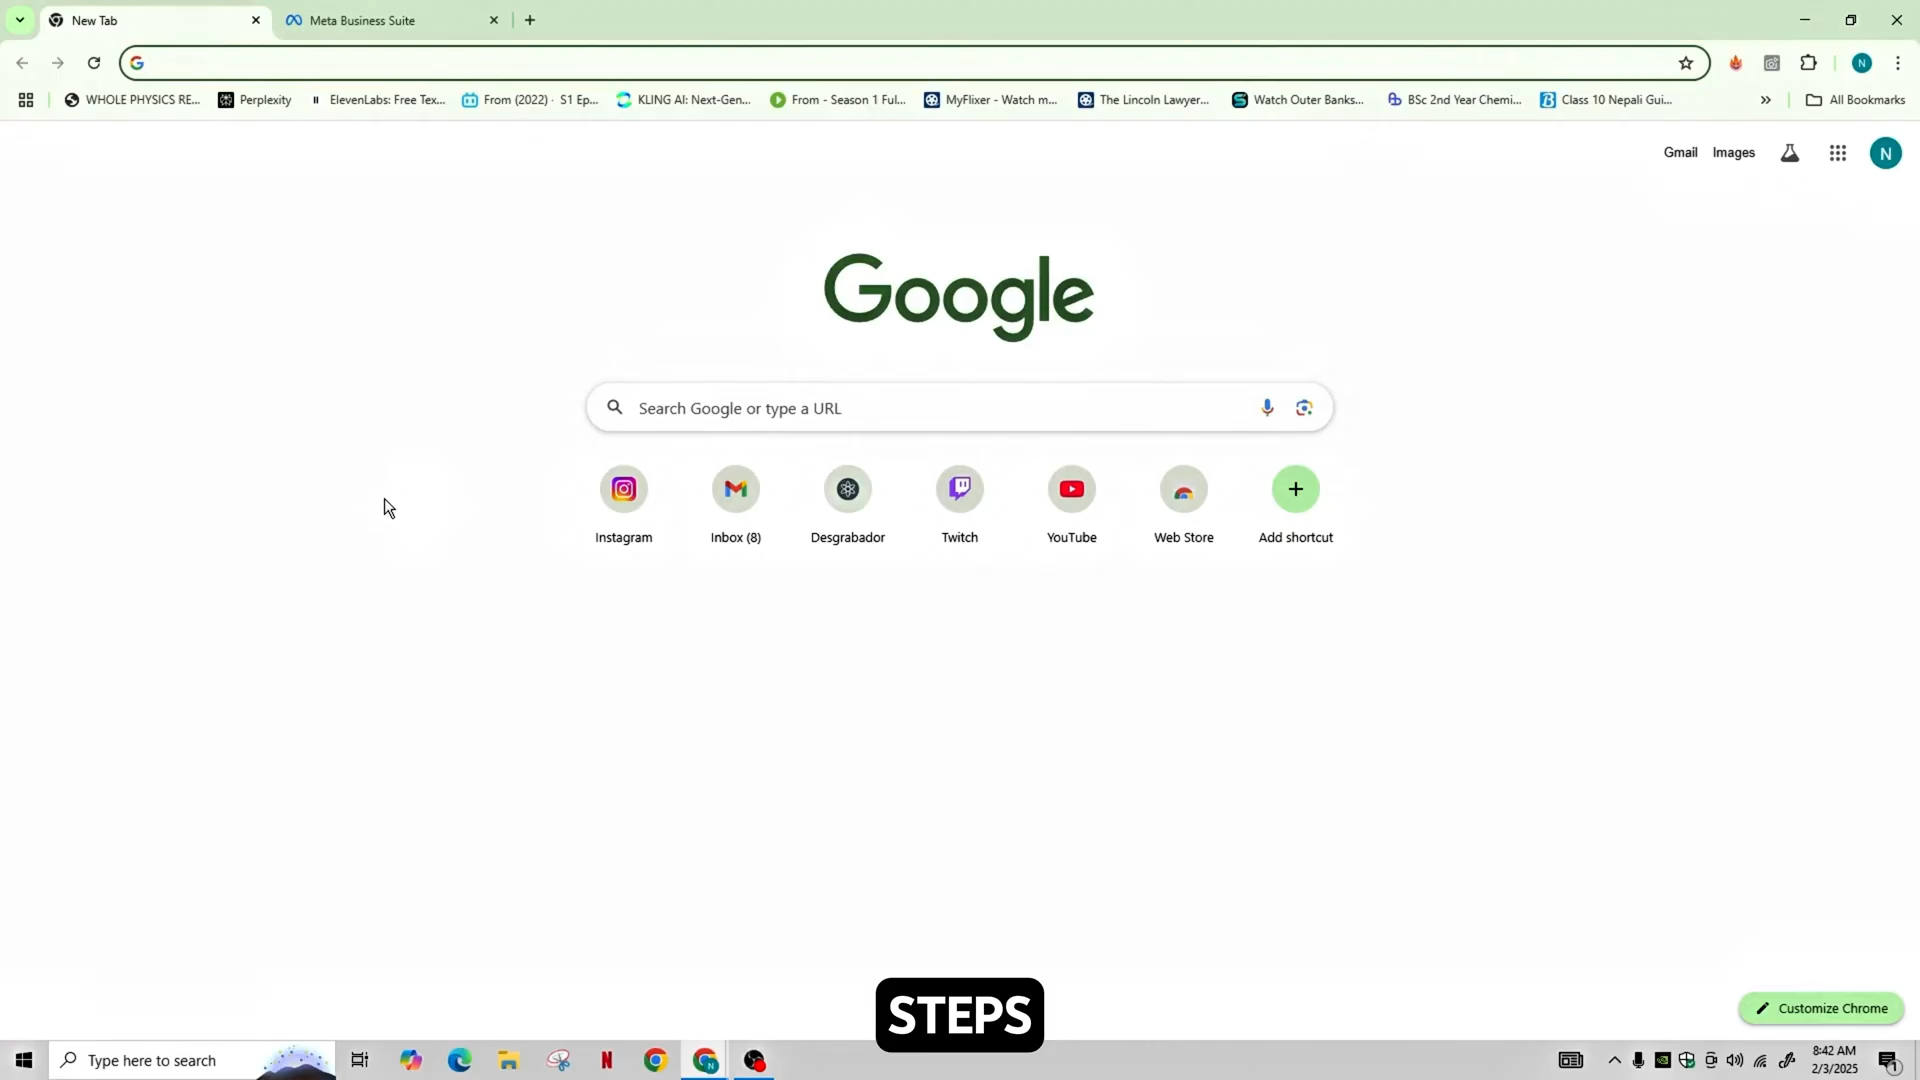 New Tab
Meta Business Suite
WHOLE PHYSICS RE...
Perplexity
ElevenLabs: Free Tex...
From (2022) · S1 Ep...
KLING AI: Next-Gen...
From - Season 1 Ful...
MyFlixer - Watch m...
The Lincoln Lawyer...
Watch Outer Banks...
BSc 2nd Year Chemi...
Class 10 Nepali Gui...
All Bookmarks
Gmail
Images
N
Google
Search Google or type a URL
Instagram
Inbox (8)
Desgrabador
Twitch
YouTube
Web Store
Add shortcut
STEPS
Customize Chrome
Type here to search
8:42 AM
2/3/2025